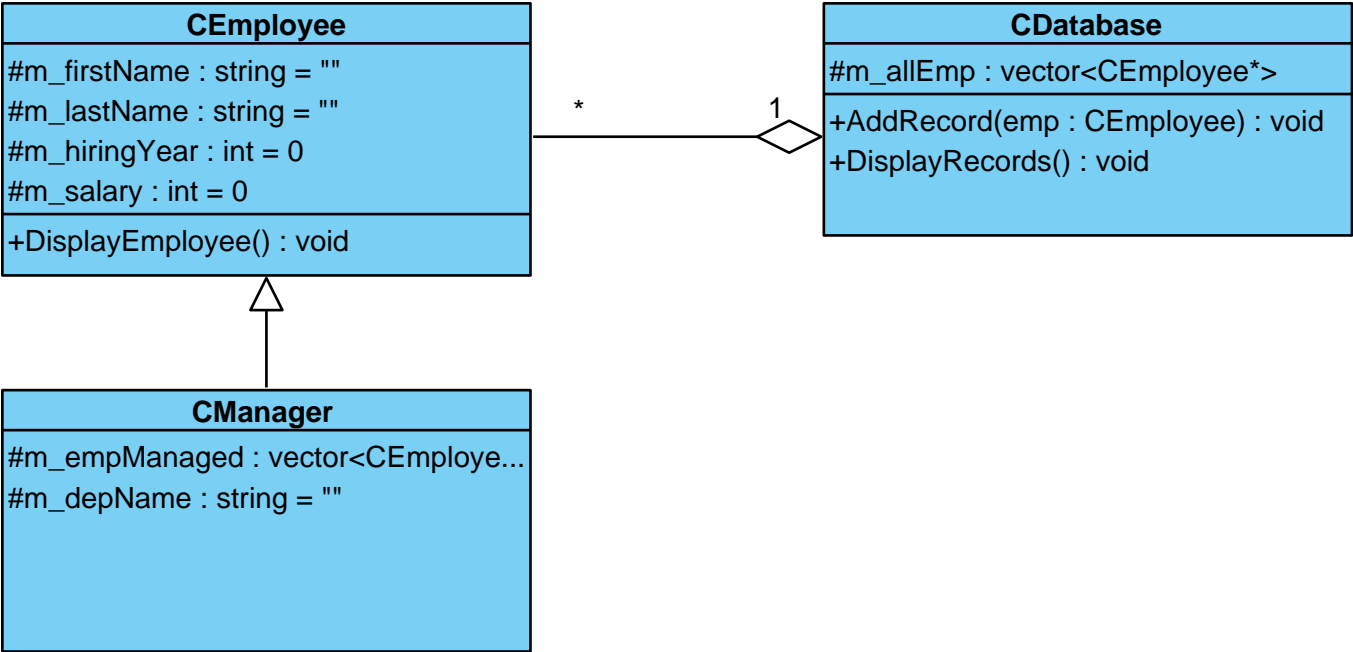 CEmployee
#m_firstName : string = ""
#m_lastName : string = ""
#m_hiringYear : int = 0
#m_salary : int = 0
+DisplayEmployee() : void
* 1
CDatabase
#m_allEmp : vector<CEmployee*>
+AddRecord(emp : CEmployee) : void
+DisplayRecords() : void
CManager
#m_empManaged : vector<CEmploye...
#m_depName : string = ""